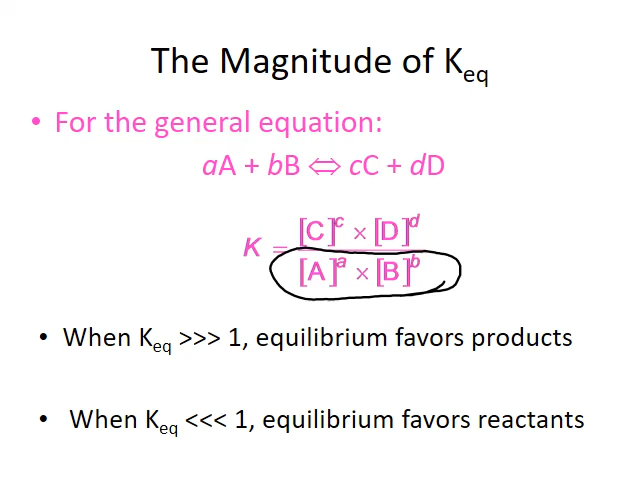 The Magnitude of Keq
• For the general equation:
aA + bB ⇔ cC + dD
K = [C]^c × [D]^d
[A]^a × [B]^b
• When Keq >>> 1, equilibrium favors products
• When Keq <<< 1, equilibrium favors reactants